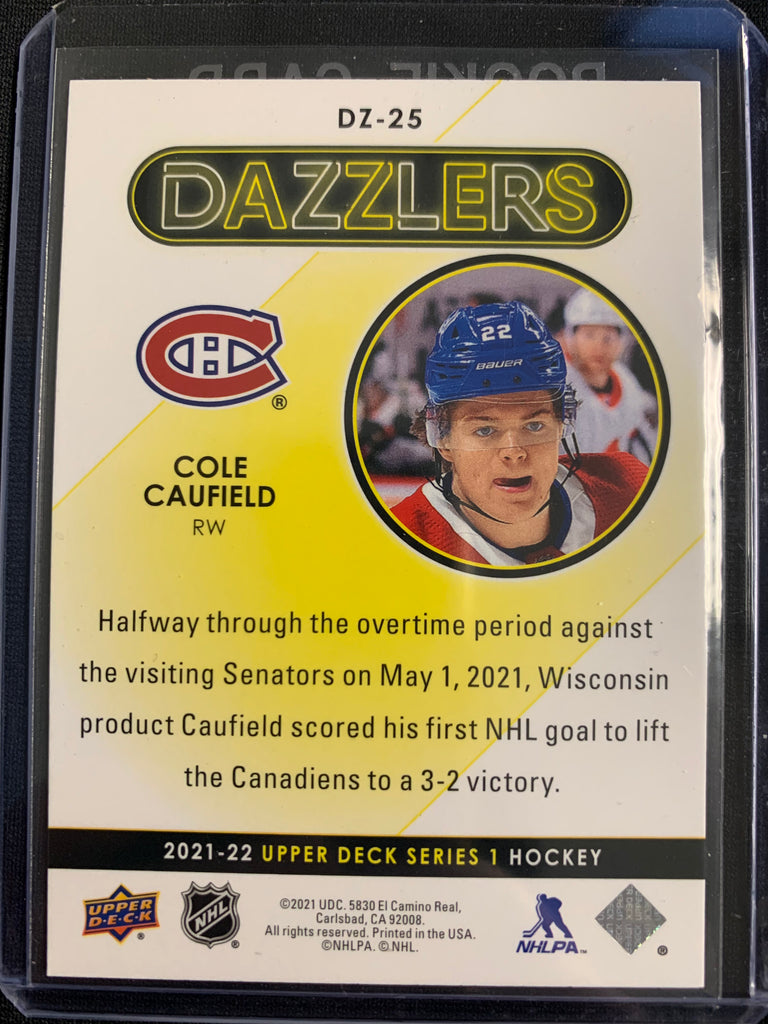 ROOKIE CARD
DZ-25
DAZZLERS
22
BAUER
®
COLE
CAUFIELD
RW
Halfway through the overtime period against
the visiting Senators on May 1, 2021, Wisconsin
product Caufield scored his first NHL goal to lift
the Canadiens to a 3-2 victory.
2021-22 UPPER DECK SERIES 1 HOCKEY
UPPER
D·E·C·K
®
NHL
®
©2021 UDC. 5830 El Camino Real,
Carlsbad, CA 92008.
All rights reserved. Printed in the USA.
©NHLPA. © NHL.
NHLPA™
®